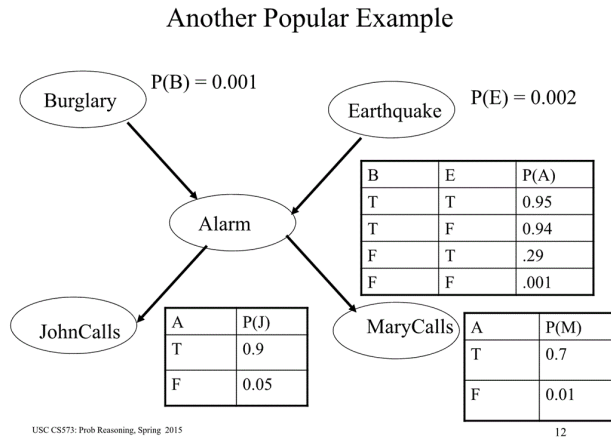 Another Popular Example
Burglary
P(B) = 0.001
Earthquake
P(E) = 0.002
B E P(A)
T T 0.95
T F 0.94
F T .29
F F .001
Alarm
JohnCalls
A P(J)
T 0.9
F 0.05
MaryCalls
A P(M)
T 0.7
F 0.01
USC CS573: Prob Reasoning, Spring 2015
12